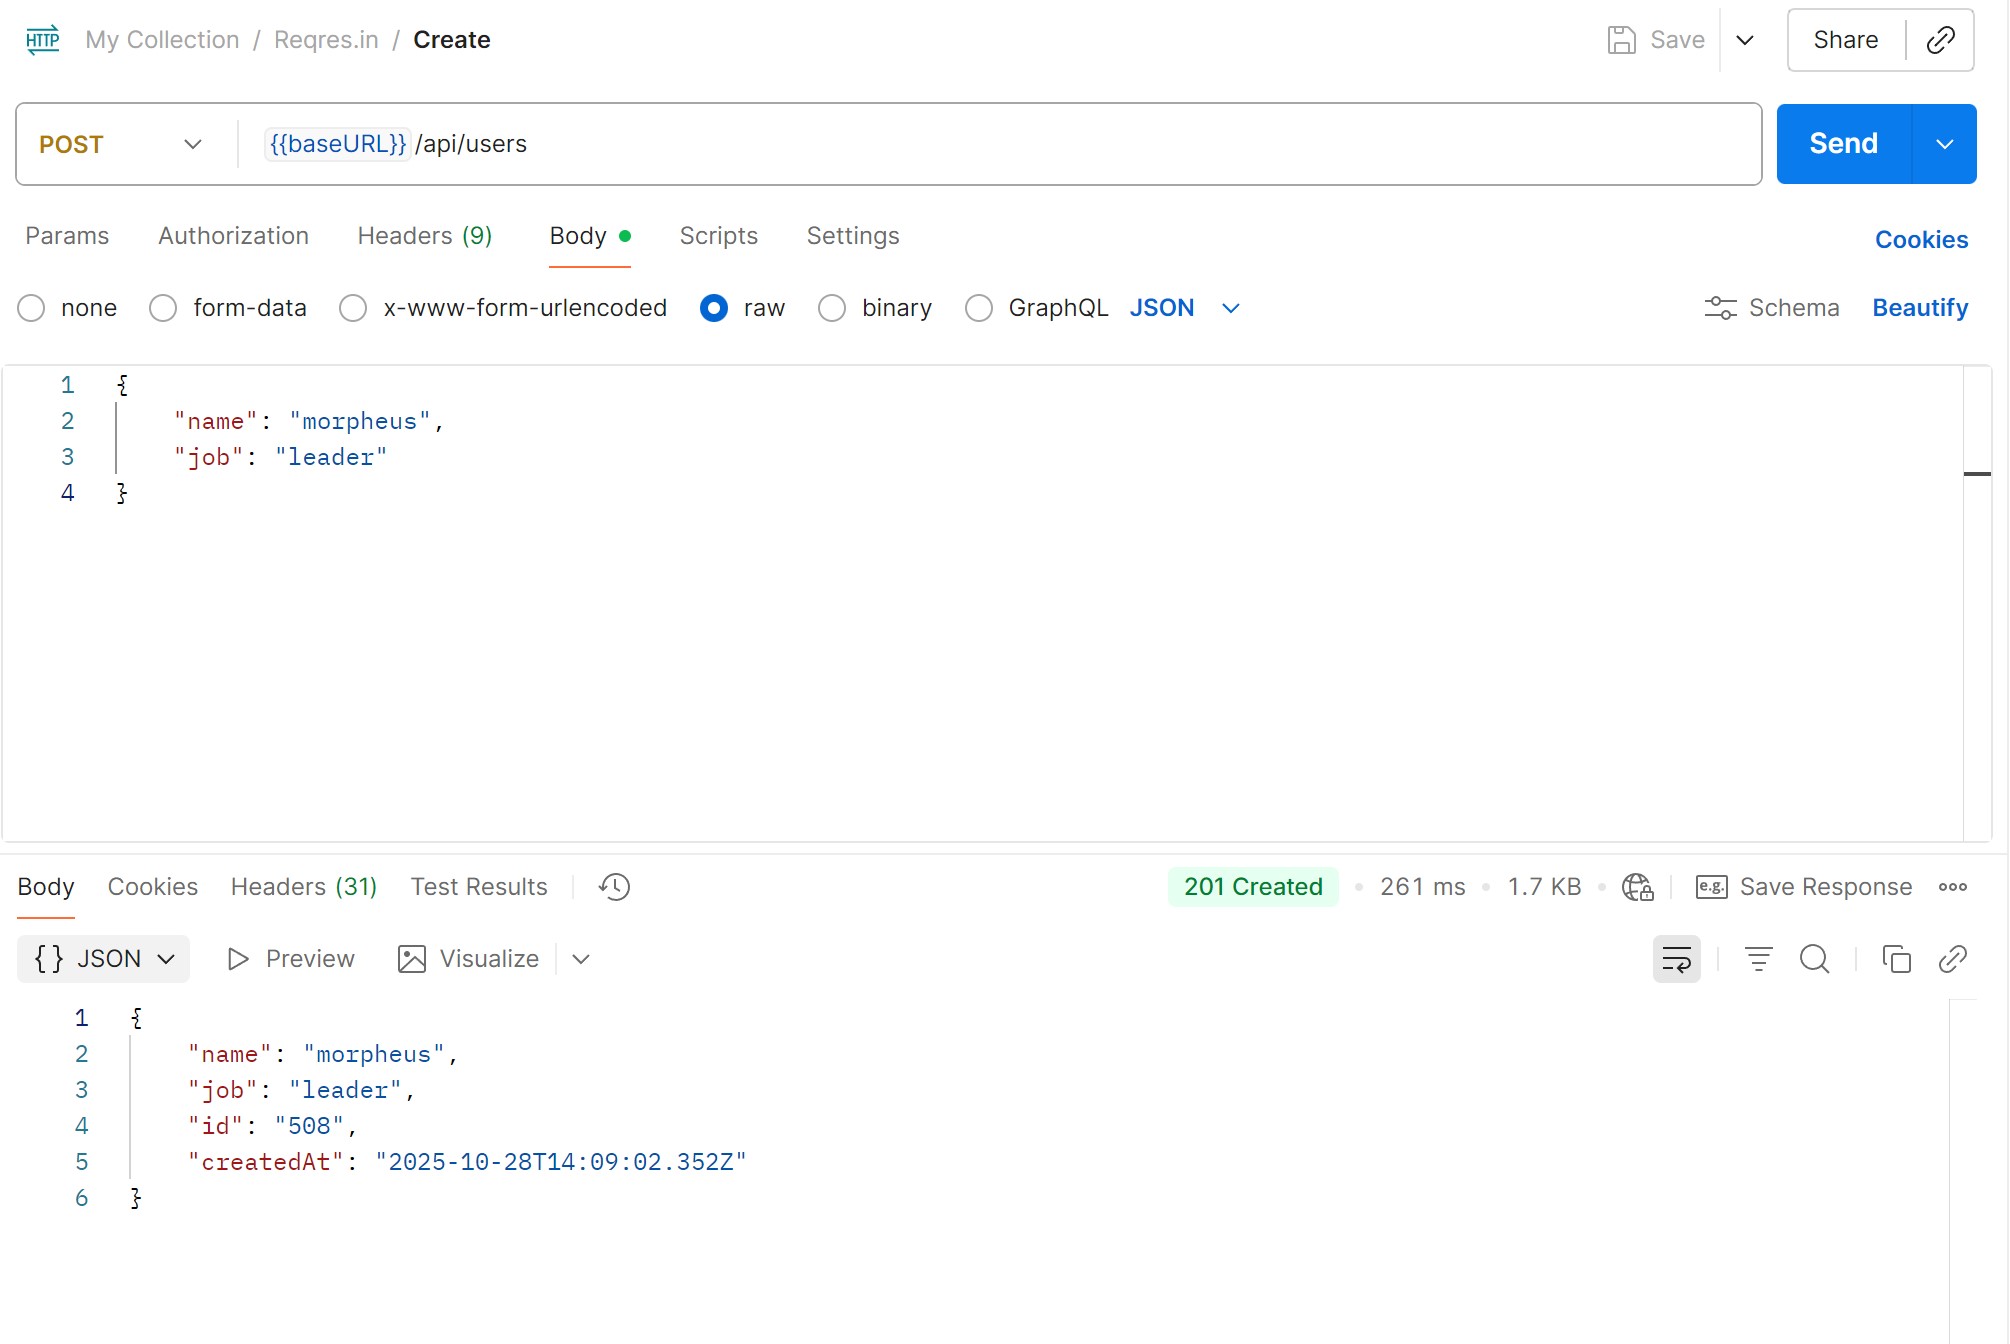 HTTP My Collection / Reqres.in / Create Save Share
POST {{baseURL}} /api/users Send
Params Authorization Headers (9) Body Scripts Settings Cookies
none form-data x-www-form-urlencoded raw binary GraphQL JSON Schema Beautify
1 {
2 "name": "morpheus",
3 "job": "leader"
4 }
Body Cookies Headers (31) Test Results 201 Created • 261 ms • 1.7 KB • e.g. Save Response
{} JSON Preview Visualize
1 {
2 "name": "morpheus",
3 "job": "leader",
4 "id": "508",
5 "createdAt": "2025-10-28T14:09:02.352Z"
6 }